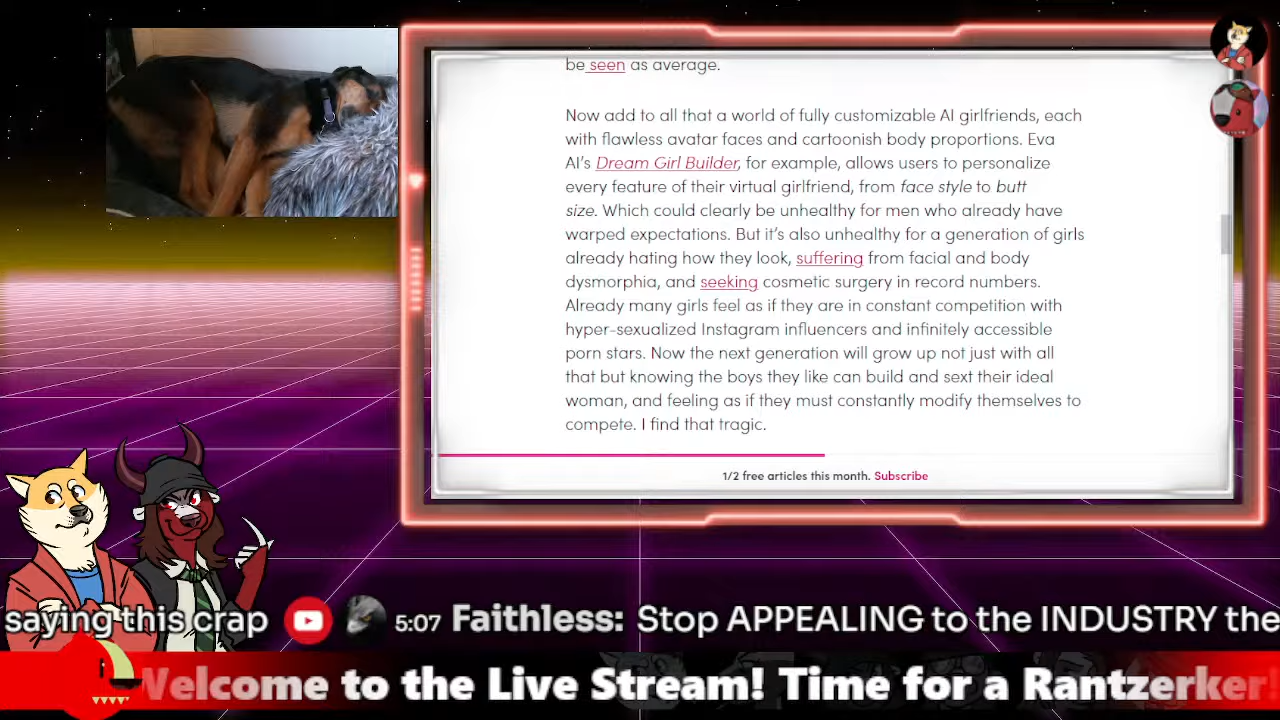 be seen as average.
Now add to all that a world of fully customizable AI girlfriends, each
with flawless avatar faces and cartoonish body proportions. Eva
AI's Dream Girl Builder, for example, allows users to personalize
every feature of their virtual girlfriend, from face style to butt
size. Which could clearly be unhealthy for men who already have
warped expectations. But it's also unhealthy for a generation of girls
already hating how they look, suffering from facial and body
dysmorphia, and seeking cosmetic surgery in record numbers.
Already many girls feel as if they are in constant competition with
hyper-sexualized Instagram influencers and infinitely accessible
porn stars. Now the next generation will grow up not just with all
that but knowing the boys they like can build and sext their ideal
woman, and feeling as if they must constantly modify themselves to
compete. I find that tragic.
1/2 free articles this month. Subscribe
saying this crap 5:07 Faithless: Stop APPEALING to the INDUSTRY the
Welcome to the Live Stream! Time for a Rantzerker!